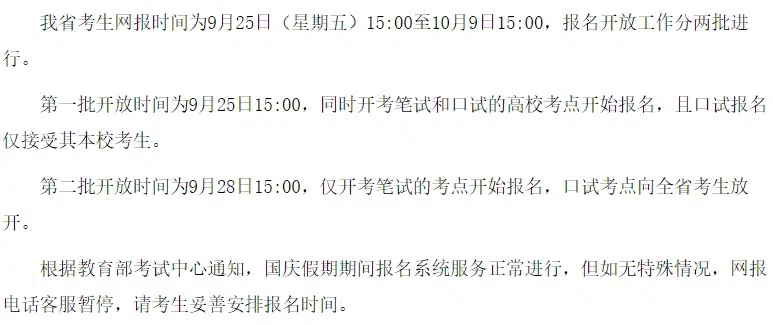 我省考生网报时间为9月25日（星期五）15:00至10月9日15:00，报名开放工作分两批进
行。
第一批开放时间为9月25日15:00，同时开考笔试和口试的高校考点开始报名，且口试报名
仅接受其本校考生。
第二批开放时间为9月28日15:00，仅开考笔试的考点开始报名，口试考点向全省考生放
开。
根据教育部考试中心通知，国庆假期期间报名系统服务正常进行，但如无特殊情况，网报
电话客服暂停，请考生妥善安排报名时间。